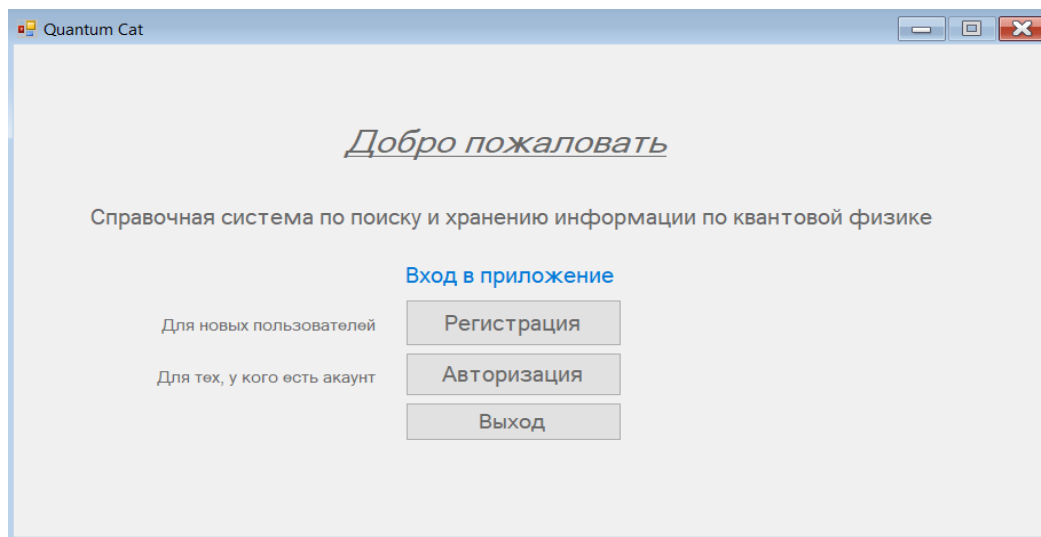 Quantum Cat
Добро пожаловать
Справочная система по поиску и хранению информации по квантовой физике
Вход в приложение
Для новых пользователей
Регистрация
Для тех, у кого есть акаунт
Авторизация
Выход